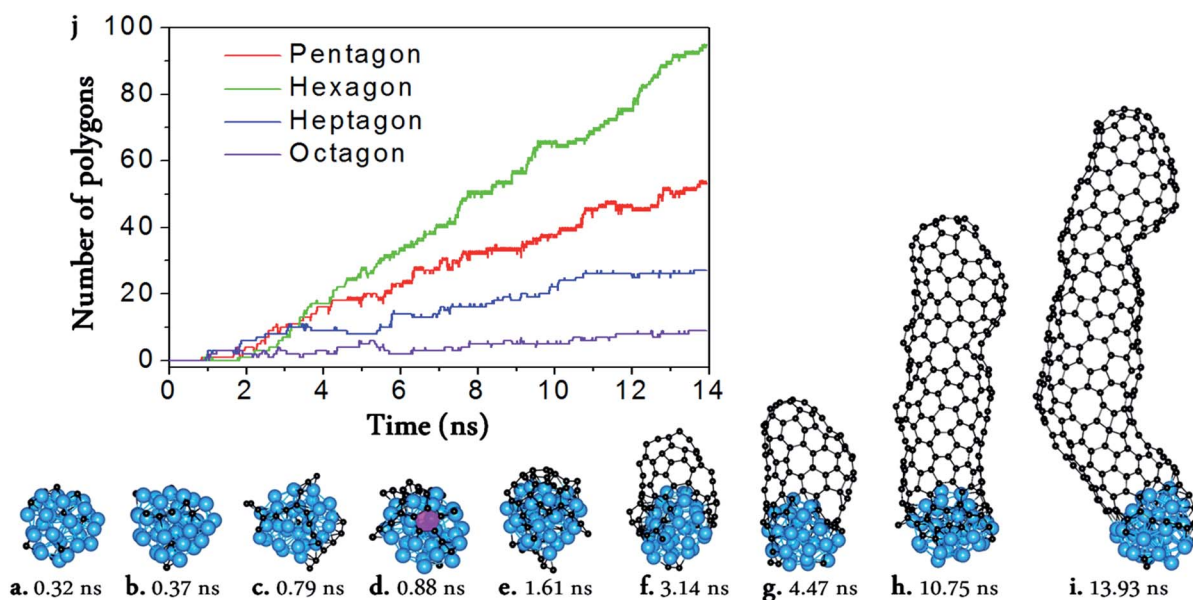 j
100
80
60
40
20
0
Number of polygons
Pentagon
Hexagon
Heptagon
Octagon
0 2 4 6 8 10 12 14
Time (ns)
a. 0.32 ns b. 0.37 ns c. 0.79 ns d. 0.88 ns e. 1.61 ns f. 3.14 ns g. 4.47 ns h. 10.75 ns i. 13.93 ns